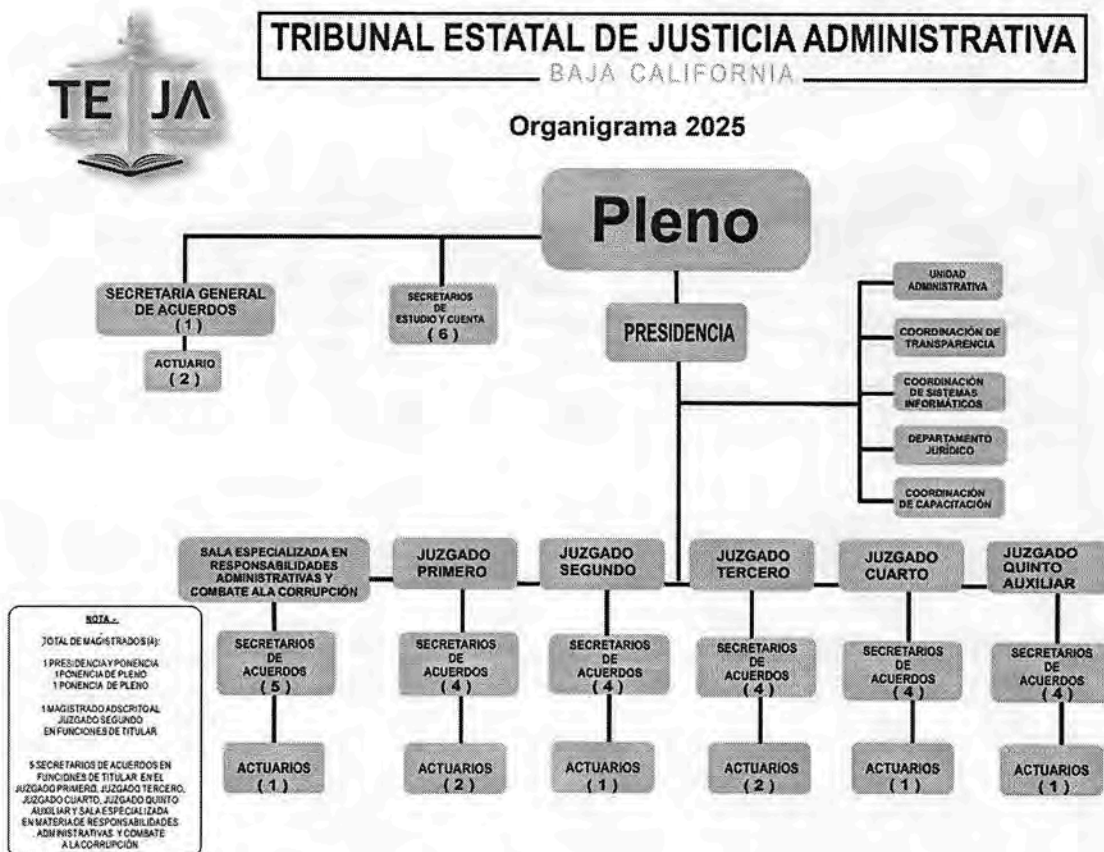 TE JA
TRIBUNAL ESTATAL DE JUSTICIA ADMINISTRATIVA
BAJA CALIFORNIA
Organigrama 2025
Pleno
SECRETARÍA GENERAL
DE ACUERDOS
( 1 )
ACTUARIO
( 2 )
SECRETARIOS
DE
ESTUDIO Y CUENTA
( 6 )
PRESIDENCIA
UNIDAD
ADMINISTRATIVA
COORDINACIÓN DE
TRANSPARENCIA
COORDINACIÓN
DE SISTEMAS
INFORMÁTICOS
DEPARTAMENTO
JURÍDICO
COORDINACIÓN
DE CAPACITACIÓN
SALA ESPECIALIZADA EN
RESPONSABILIDADES
ADMINISTRATIVAS Y
COMBATE ALA CORRUPCIÓN
SECRETARIOS
DE
ACUERDOS
( 5 )
ACTUARIOS
( 1 )
JUZGADO
PRIMERO
SECRETARIOS
DE
ACUERDOS
( 4 )
ACTUARIOS
( 2 )
JUZGADO
SEGUNDO
SECRETARIOS
DE
ACUERDOS
( 4 )
ACTUARIOS
( 1 )
JUZGADO
TERCERO
SECRETARIOS
DE
ACUERDOS
( 4 )
ACTUARIOS
( 2 )
JUZGADO
CUARTO
SECRETARIOS
DE
ACUERDOS
( 4 )
ACTUARIOS
( 1 )
JUZGADO
QUINTO
AUXILIAR
SECRETARIOS
DE
ACUERDOS
( 4 )
ACTUARIOS
( 1 )
NOTA.-
TOTAL DE MAGISTRADOS (4):
1 PRESIDENCIA Y PONENCIA
1 PONENCIA DE PLENO
1 PONENCIA DE PLENO
1 MAGISTRADO ADSCRITO AL
JUZGADO SEGUNDO
EN FUNCIONES DE TITULAR
5 SECRETARIOS DE ACUERDOS EN
FUNCIONES DE TITULAR EN EL
JUZGADO PRIMERO, JUZGADO TERCERO,
JUZGADO CUARTO, JUZGADO QUINTO
AUXILIAR Y SALA ESPECIALIZADA
EN MATERIA DE RESPONSABILIDADES
ADMINISTRATIVAS Y COMBATE
A LA CORRUPCIÓN